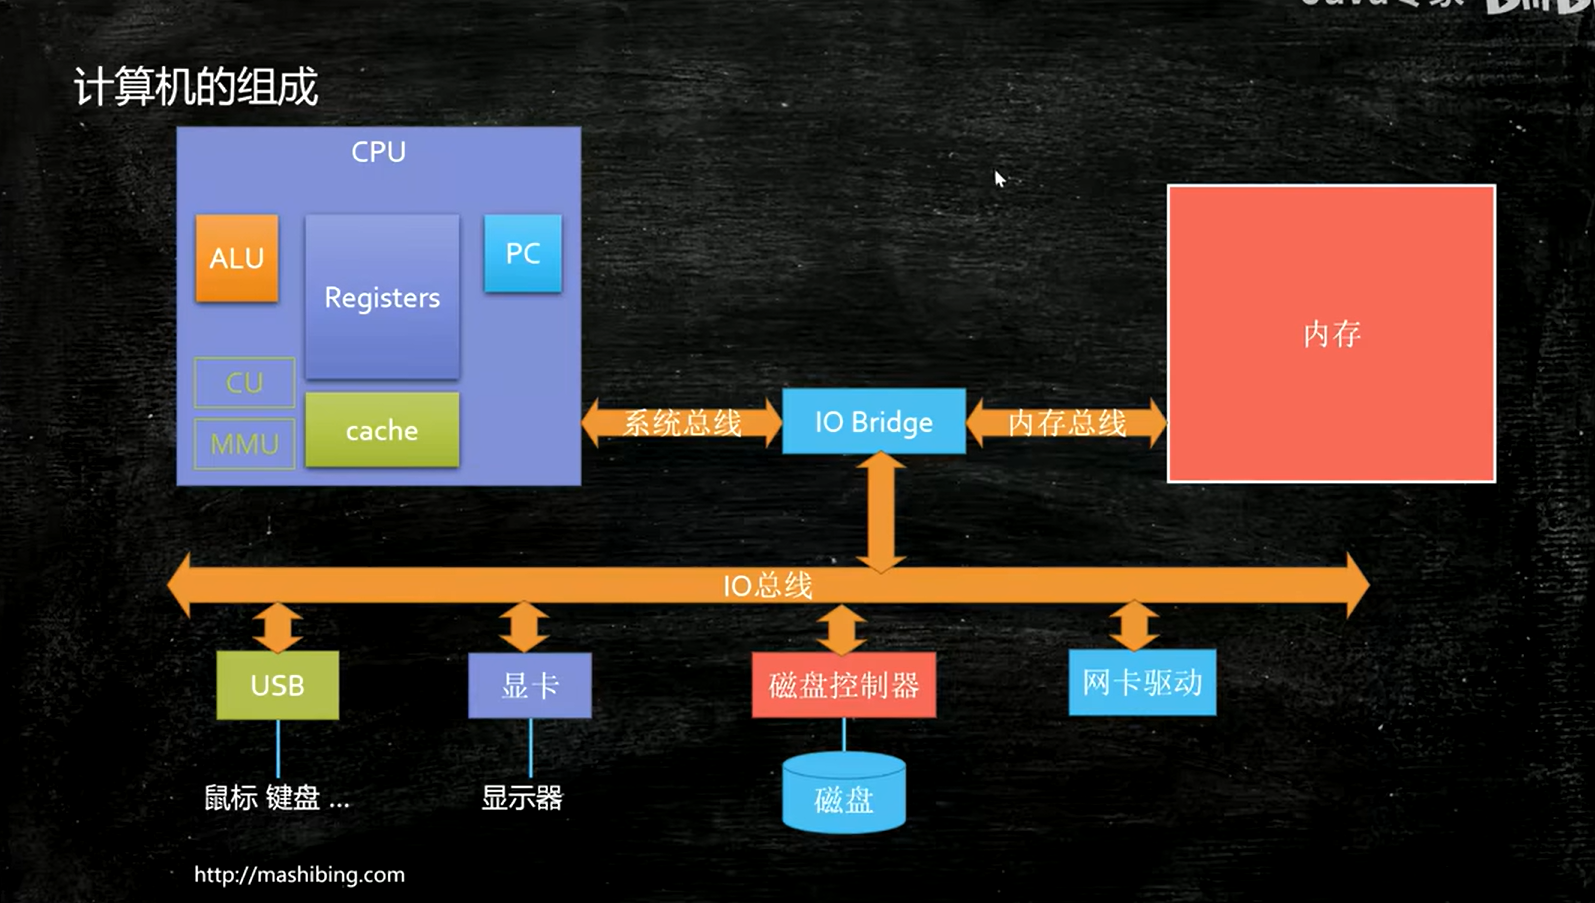 计算机的组成
CPU
ALU
Registers
PC
CU
MMU
cache
系统总线
IO Bridge
内存总线
内存
IO总线
USB
显卡
磁盘控制器
网卡驱动
鼠标 键盘 ...
显示器
磁盘
http://mashibing.com